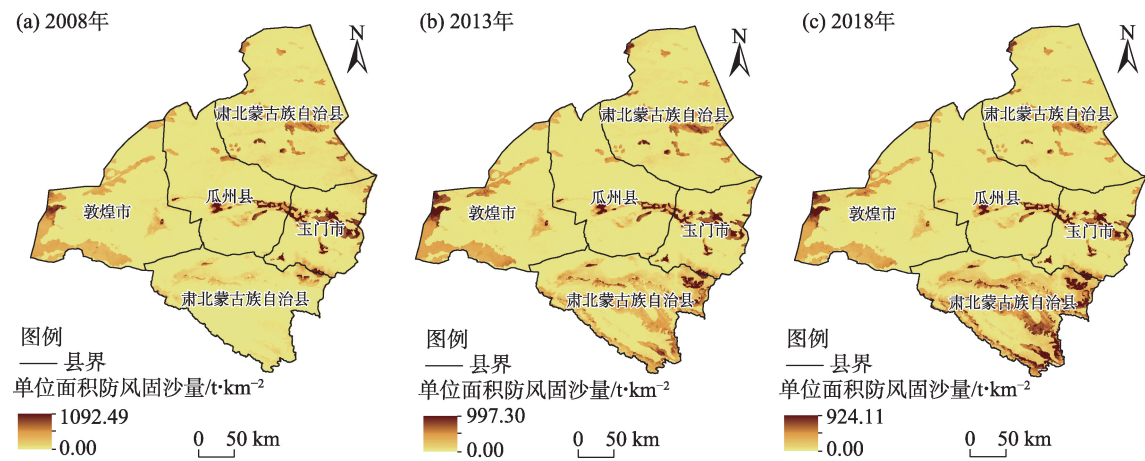 (a) 2008年
N
肃北蒙古族自治县
瓜州县
敦煌市
玉门市
肃北蒙古族自治县
图例
县界
单位面积防风固沙量/t•km⁻²
1092.49
0.00
0 50 km
(b) 2013年
N
肃北蒙古族自治县
瓜州县
敦煌市
玉门市
肃北蒙古族自治县
图例
县界
单位面积防风固沙量/t•km⁻²
997.30
0.00
0 50 km
(c) 2018年
N
肃北蒙古族自治县
瓜州县
敦煌市
玉门市
肃北蒙古族自治县
图例
县界
单位面积防风固沙量/t•km⁻²
924.11
0.00
0 50 km